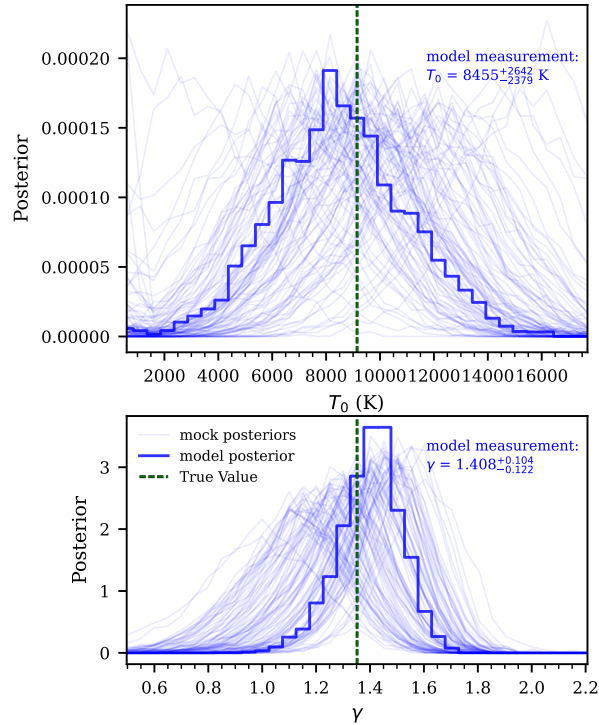 0.00020
0.00015
0.00010
0.00005
0.00000
Posterior
model measurement:
T₀ = 8455⁺²⁶⁴²₋₂₃₇₉ K
2000 4000 6000 8000 10000 12000 14000 16000
T₀ (K)
mock posteriors
model posterior
True Value
model measurement:
γ = 1.408⁺⁰·¹⁰⁴₋₀.₁₂₂
3
2
1
0
Posterior
0.6 0.8 1.0 1.2 1.4 1.6 1.8 2.0 2.2
γ